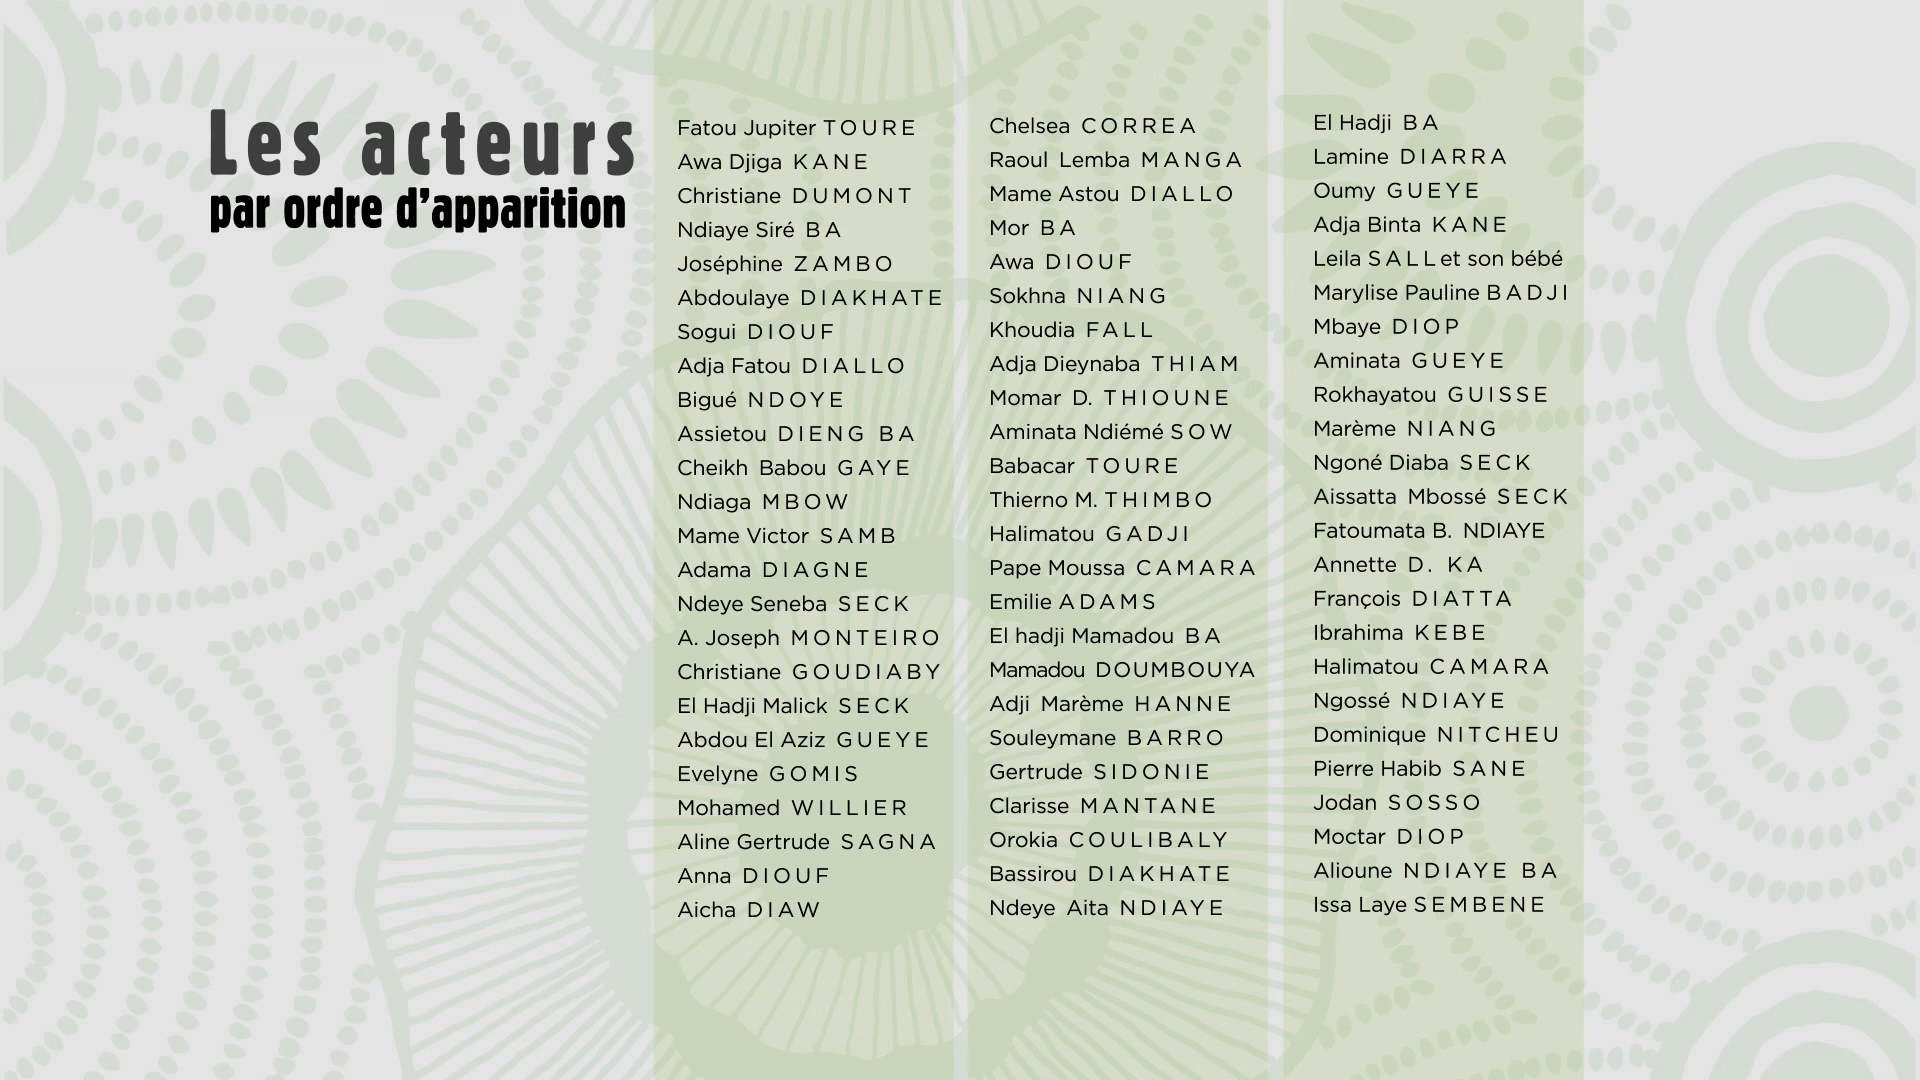 Les acteurs
par ordre d’apparition
Fatou Jupiter TOURE
Awa Djiga KANE
Christiane DUMONT
Ndiaye Siré BA
Joséphine ZAMBO
Abdoulaye DIAKHATE
Sogui DIOUF
Adja Fatou DIALLO
Bigué NDOYE
Assietou DIENG BA
Cheikh Babou GAYE
Ndiaga MBOW
Mame Victor SAMB
Adama DIAGNE
Ndeye Seneba SECK
A. Joseph MONTEIRO
Christiane GOUDIABY
El Hadji Malick SECK
Abdou El Aziz GUEYE
Evelyne GOMIS
Mohamed WILLIER
Aline Gertrude SAGNA
Anna DIOUF
Aicha DIAW
Chelsea CORREA
Raoul Lemba MANGA
Mame Astou DIALLO
Mor BA
Awa DIOUF
Sokhna NIANG
Khoudia FALL
Adja Dieynaba THIAM
Momar D. THIOUNE
Aminata Ndiémé SOW
Babacar TOURE
Thierno M. THIMBO
Halimatou GADJI
Pape Moussa CAMARA
Emilie ADAMS
El hadji Mamadou BA
Mamadou DOUMBOUYA
Adji Marème HANNE
Souleymane BARRO
Gertrude SIDONIE
Clarisse MANTANE
Orokia COULIBALY
Bassirou DIAKHATE
Ndeye Aita NDIAYE
El Hadji BA
Lamine DIARRA
Oumy GUEYE
Adja Binta KANE
Leila SALL et son bébé
Marylise Pauline BADJI
Mbaye DIOP
Aminata GUEYE
Rokhayatou GUISSE
Marème NIANG
Ngoné Diaba SECK
Aissatta Mbossé SECK
Fatoumata B. NDIAYE
Annette D. KA
François DIATTA
Ibrahima KEBE
Halimatou CAMARA
Ngossé NDIAYE
Dominique NITCHEU
Pierre Habib SANE
Jodan SOSSO
Moctar DIOP
Alioune NDIAYE BA
Issa Laye SEMBENE